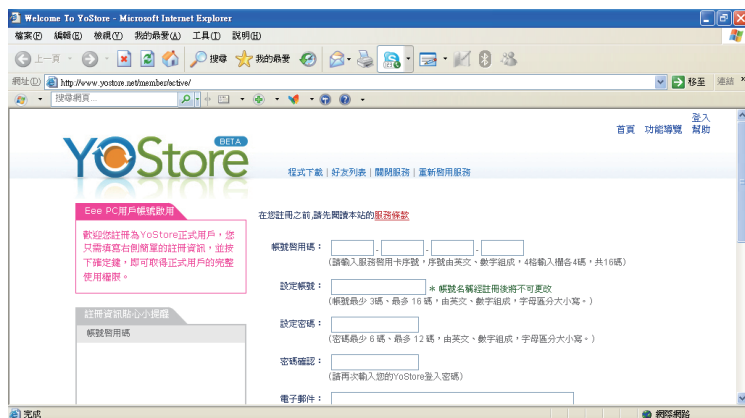 Welcome To YoStore - Microsoft Internet Explorer
檔案(F) 編輯(E) 檢視(V) 我的最愛(A) 工具(T) 說明(H)
上一頁 搜尋 我的最愛
網址(D) http://www.yostore.net/member/active/ 移至 連結 »
搜尋網頁...
登入
首頁 功能導覽 幫助
YoStore BETA
程式下載 | 好友列表 | 關閉服務 | 重新啟用服務
Eee PC用戶帳號啟用
歡迎您註冊為YoStore正式用戶,您
只需填寫右側簡單的註冊資訊,並按
下確定鍵,即可取得正式用戶的完整
使用權限。
註冊資訊貼心小提醒
帳號啟用碼
在您註冊之前,請先閱讀本站的服務條款
帳號啟用碼: - - -
(請輸入服務啟用卡序號,序號由英文、數字組成,4格輸入欄各4碼,共16碼)
設定帳號: * 帳號名稱經註冊後將不可更改
(帳號最少 3碼、最多 16 碼,由英文、數字組成,字母區分大小寫。)
設定密碼:
(密碼最少 6 碼、最多 12 碼,由英文、數字組成,字母區分大小寫。)
密碼確認:
(請再次輸入您的YoStore登入密碼)
電子郵件:
完成 網際網路